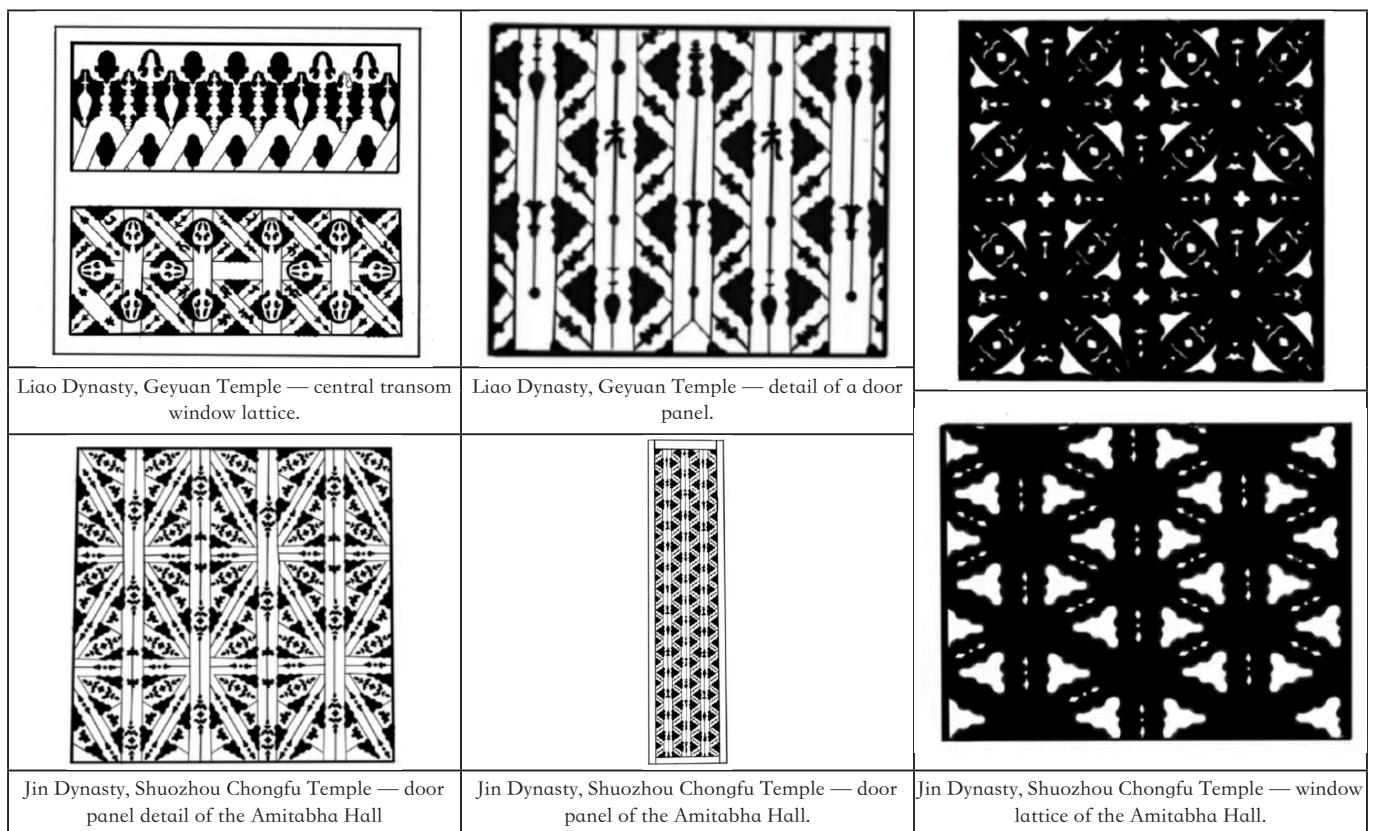 Liao Dynasty, Geyuan Temple — central transom
window lattice.
Liao Dynasty, Geyuan Temple — detail of a door
panel.
Jin Dynasty, Shuozhou Chongfu Temple — door
panel detail of the Amitabha Hall
Jin Dynasty, Shuozhou Chongfu Temple — door
panel of the Amitabha Hall.
Jin Dynasty, Shuozhou Chongfu Temple — window
lattice of the Amitabha Hall.